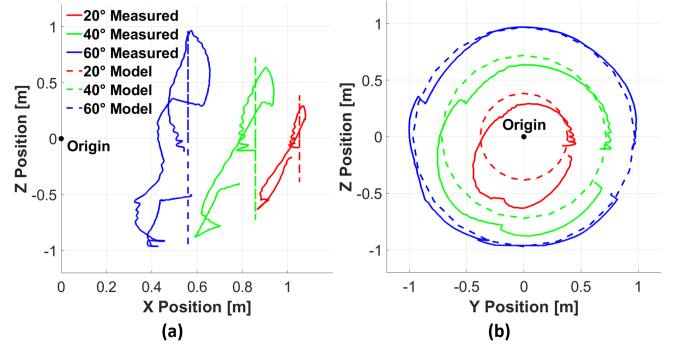 20° Measured
40° Measured
60° Measured
20° Model
40° Model
60° Model
Z Position [m]
1
0.5
0
-0.5
-1
Origin
0
0.2
0.4
0.6
0.8
1
X Position [m]
(a)
Z Position [m]
1
0.5
0
-0.5
-1
Origin
-1
-0.5
0
0.5
1
Y Position [m]
(b)